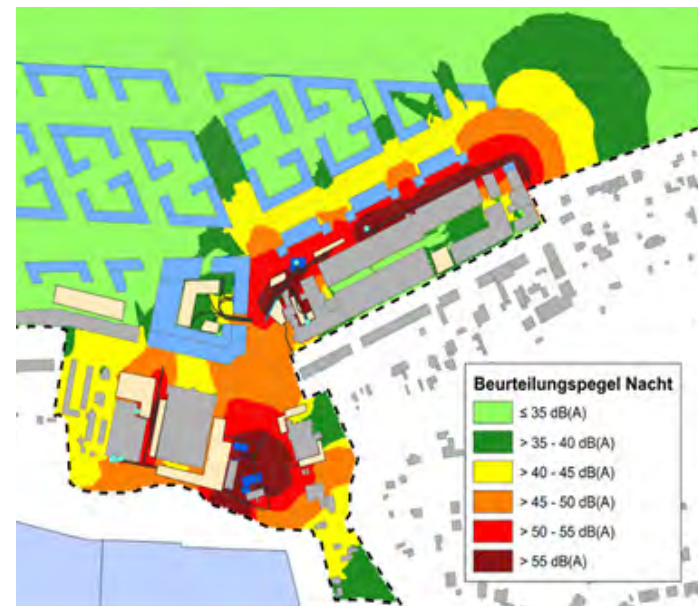 Beurteilungspegel Nacht
≤ 35 dB(A)
> 35 - 40 dB(A)
> 40 - 45 dB(A)
> 45 - 50 dB(A)
> 50 - 55 dB(A)
> 55 dB(A)